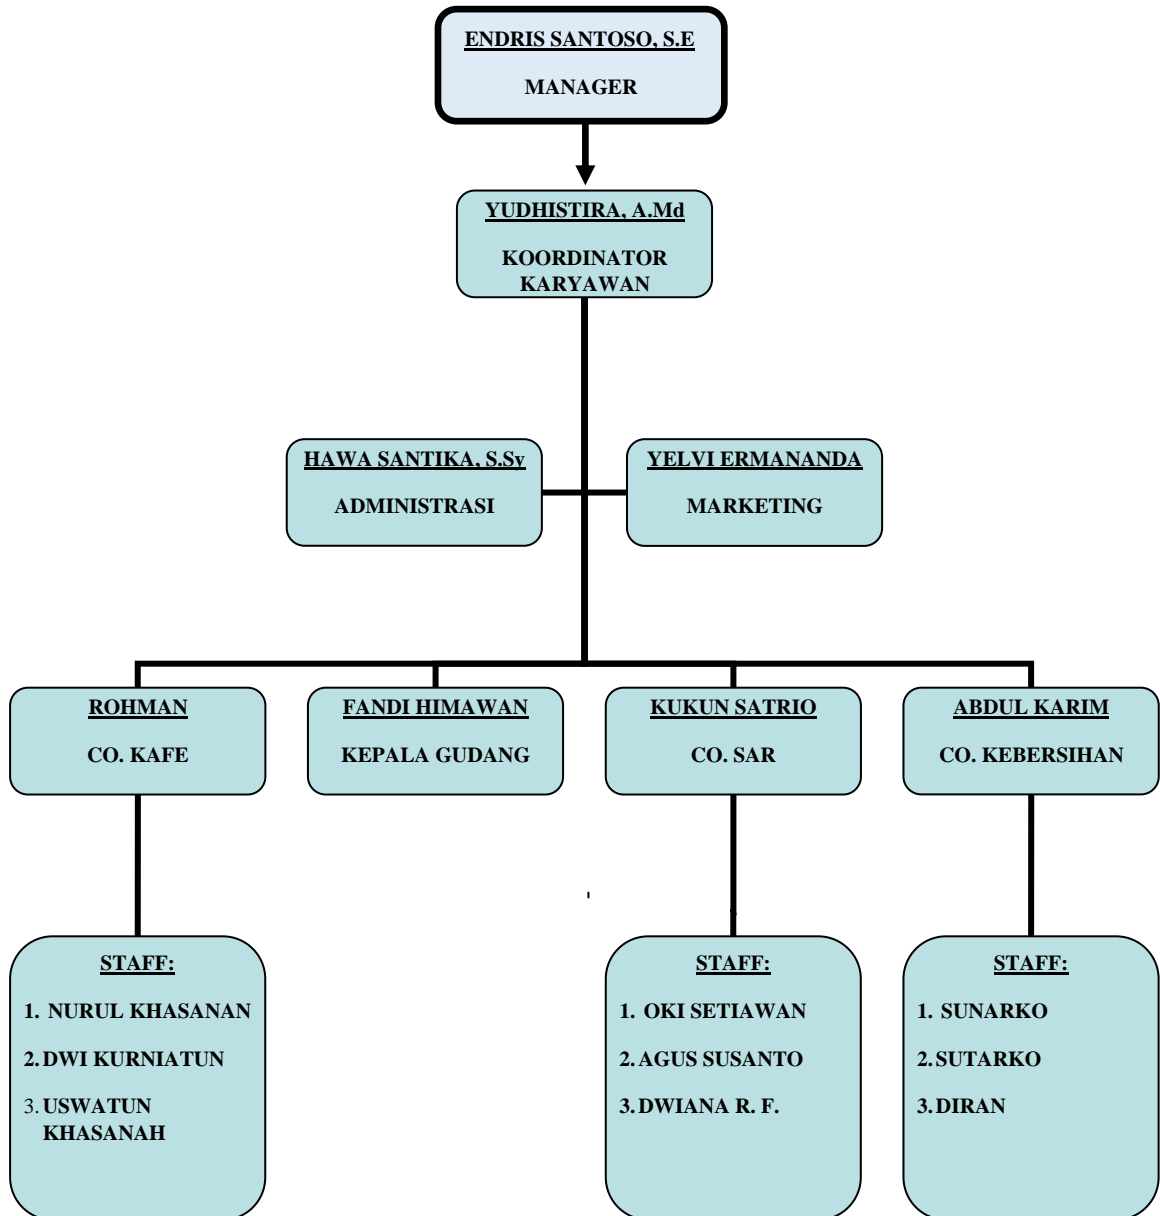 ENDRIS SANTOSO, S.E
MANAGER
YUDHISTIRA, A.Md
KOORDINATOR
KARYAWAN
HAWA SANTIKA, S.Sy
ADMINISTRASI
YELVI ERMANANDA
MARKETING
ROHMAN
CO. KAFE
FANDI HIMAWAN
KEPALA GUDANG
KUKUN SATRIO
CO. SAR
ABDUL KARIM
CO. KEBERSIHAN
STAFF:
1. NURUL KHASANAN
2. DWI KURNIATUN
3. USWATUN
KHASANAH
STAFF:
1. OKI SETIAWAN
2. AGUS SUSANTO
3. DWIANA R. F.
STAFF:
1. SUNARKO
2. SUTARKO
3. DIRAN